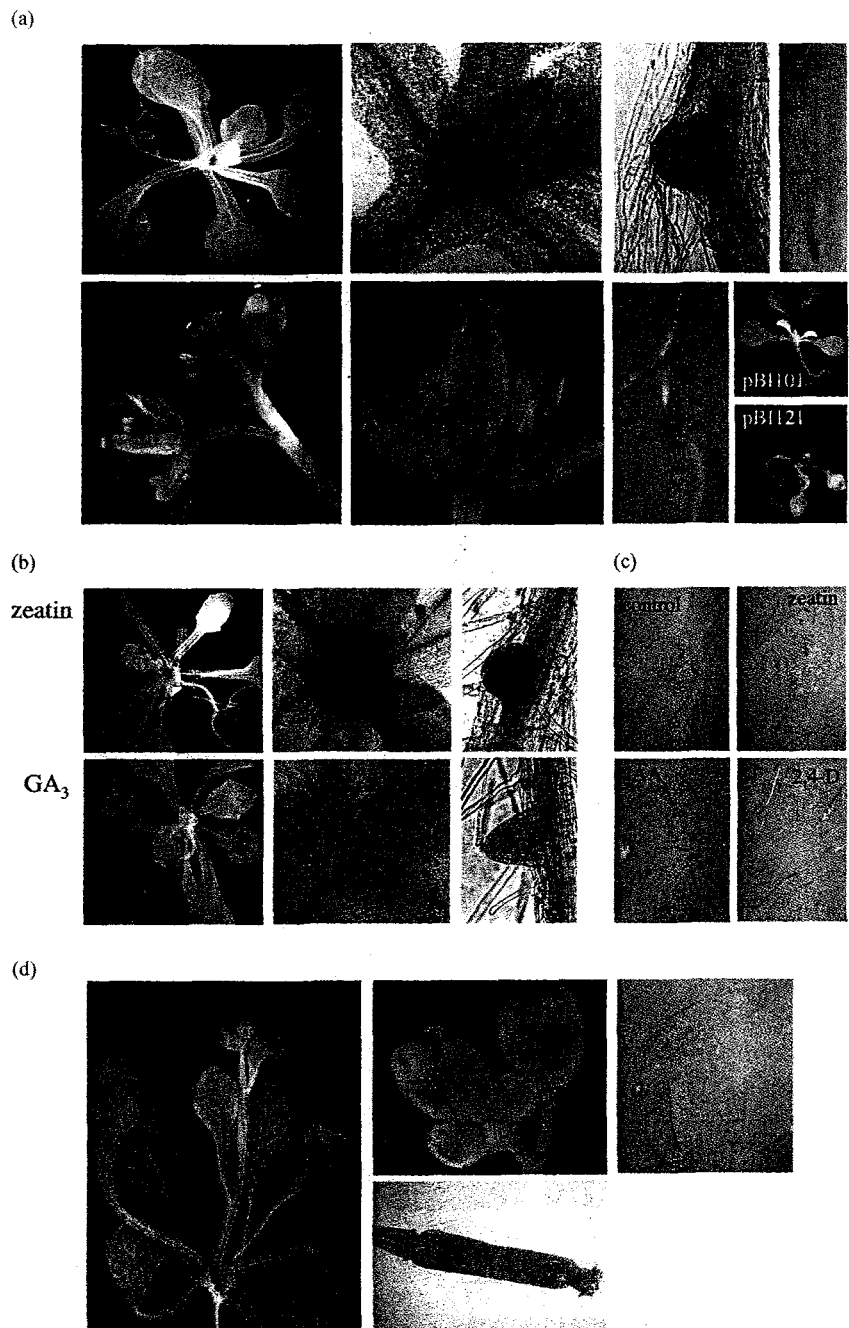 (a)
pBI101
pBI121
(b)
(c)
zeatin
control
zeatin
GA₃
2,4-D
(d)